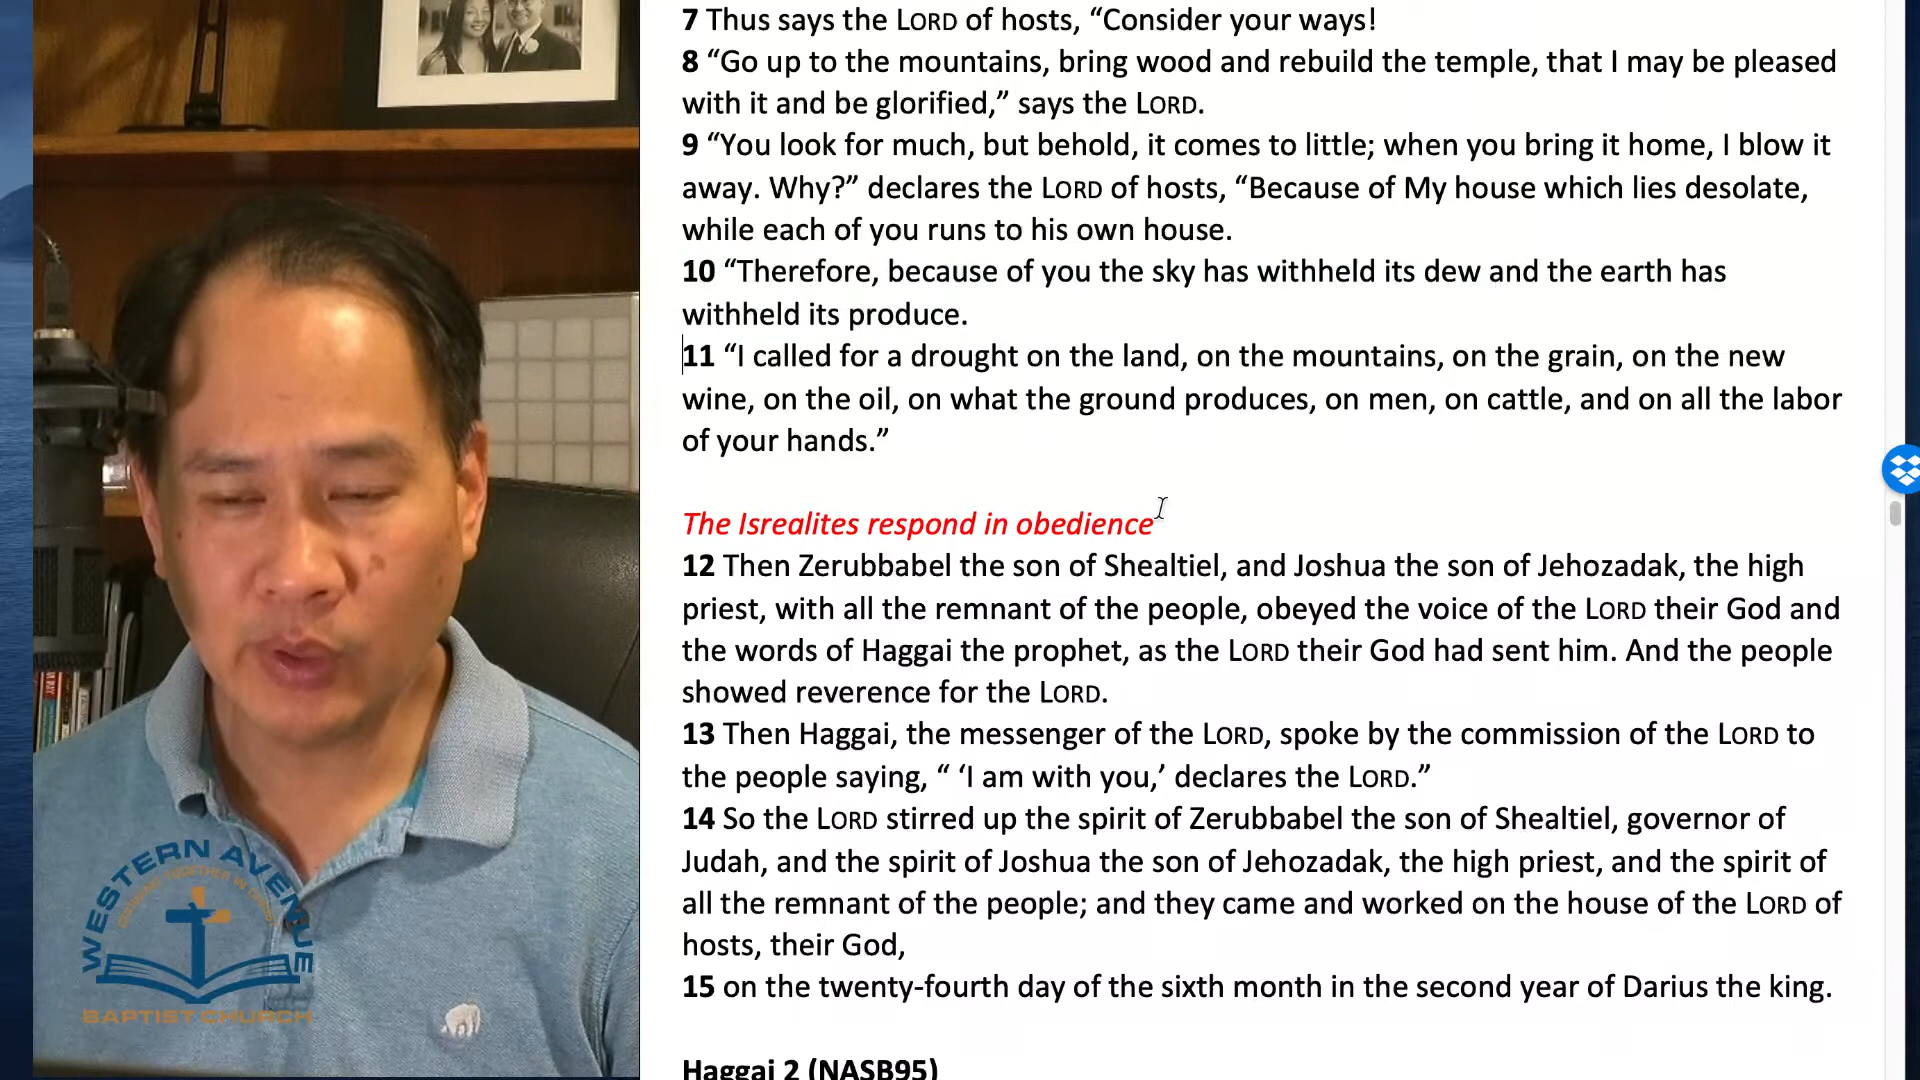 7 Thus says the LORD of hosts, “Consider your ways!
8 “Go up to the mountains, bring wood and rebuild the temple, that I may be pleased
with it and be glorified,” says the LORD.
9 “You look for much, but behold, it comes to little; when you bring it home, I blow it
away. Why?” declares the LORD of hosts, “Because of My house which lies desolate,
while each of you runs to his own house.
10 “Therefore, because of you the sky has withheld its dew and the earth has
withheld its produce.
11 “I called for a drought on the land, on the mountains, on the grain, on the new
wine, on the oil, on what the ground produces, on men, on cattle, and on all the labor
of your hands.”
The Isrealites respond in obedience
12 Then Zerubbabel the son of Shealtiel, and Joshua the son of Jehozadak, the high
priest, with all the remnant of the people, obeyed the voice of the LORD their God and
the words of Haggai the prophet, as the LORD their God had sent him. And the people
showed reverence for the LORD.
13 Then Haggai, the messenger of the LORD, spoke by the commission of the LORD to
the people saying, “ ‘I am with you,’ declares the LORD.”
14 So the LORD stirred up the spirit of Zerubbabel the son of Shealtiel, governor of
Judah, and the spirit of Joshua the son of Jehozadak, the high priest, and the spirit of
all the remnant of the people; and they came and worked on the house of the LORD of
hosts, their God,
15 on the twenty-fourth day of the sixth month in the second year of Darius the king.
Haggai 2 (NASB95)
WESTERN AVENUE
TOGETHER IN
BAPTIST CHURCH